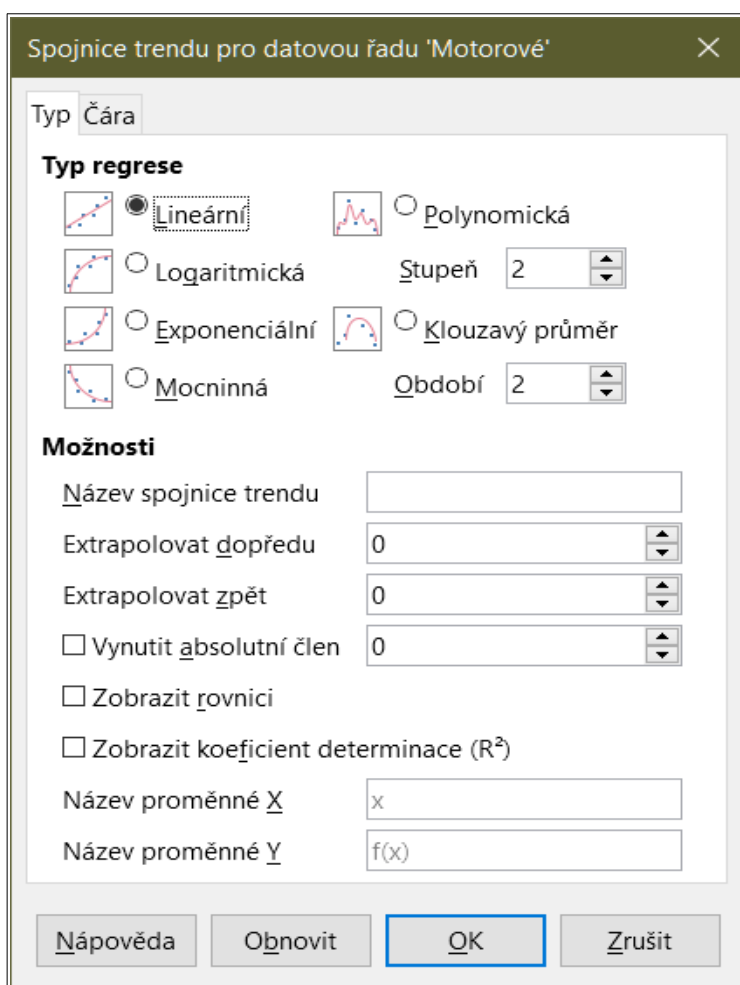 Spojnice trendu pro datovou řadu 'Motorové'
Typ Čára
Typ regrese
Lineární Polynomická
Logaritmická Stupeň 2
Exponenciální Klouzavý průměr
Mocninná Období 2
Možnosti
Název spojnice trendu
Extrapolovat dopředu 0
Extrapolovat zpět 0
Vynutit absolutní člen 0
Zobrazit rovnici
Zobrazit koeficient determinace (R²)
Název proměnné X x
Název proměnné Y f(x)
Nápověda Obnovit OK Zrušit